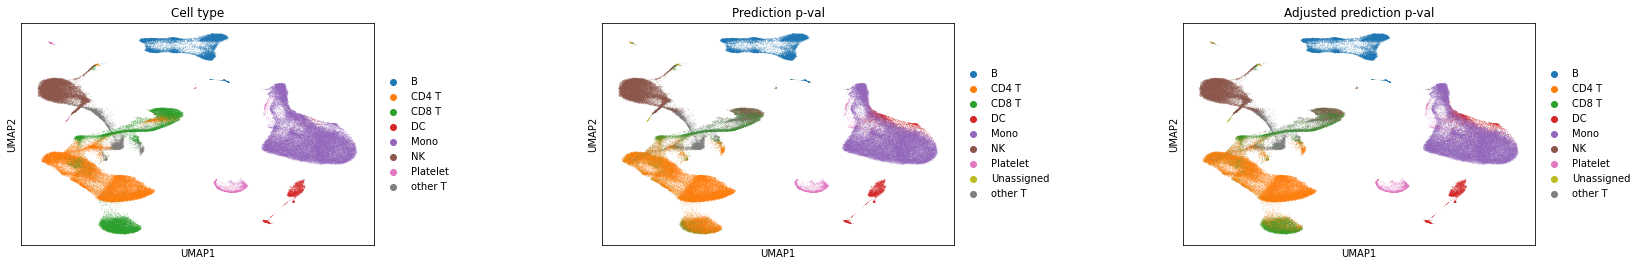 Cell type
UMAP2
UMAP1
B
CD4 T
CD8 T
DC
Mono
NK
Platelet
other T
Prediction p-val
UMAP2
UMAP1
B
CD4 T
CD8 T
DC
Mono
NK
Platelet
Unassigned
other T
Adjusted prediction p-val
UMAP2
UMAP1
B
CD4 T
CD8 T
DC
Mono
NK
Platelet
Unassigned
other T